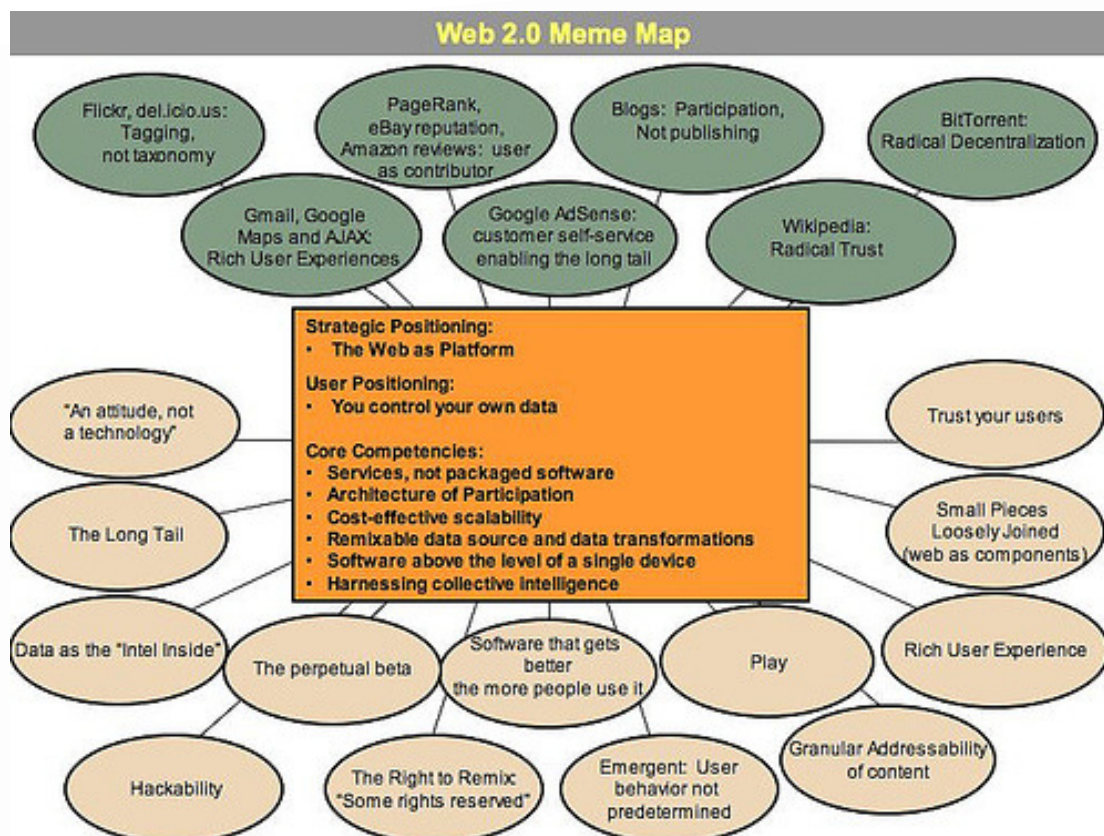 Web 2.0 Meme Map
Flickr, del.icio.us:
Tagging,
not taxonomy
PageRank,
eBay reputation,
Amazon reviews: user
as contributor
Blogs: Participation,
Not publishing
BitTorrent:
Radical Decentralization
Gmail, Google
Maps and AJAX:
Rich User Experiences
Google AdSense:
customer self-service
enabling the long tail
Wikipedia:
Radical Trust
Strategic Positioning:
• The Web as Platform
User Positioning:
• You control your own data
Core Competencies:
• Services, not packaged software
• Architecture of Participation
• Cost-effective scalability
• Remixable data source and data transformations
• Software above the level of a single device
• Harnessing collective intelligence
"An attitude, not
a technology"
Trust your users
The Long Tail
Small Pieces
Loosely Joined
(web as components)
Data as the "Intel Inside"
The perpetual beta
Software that gets
better
the more people use it
Play
Rich User Experience
Hackability
The Right to Remix:
"Some rights reserved"
Emergent: User
behavior not
predetermined
Granular Addressability
of content